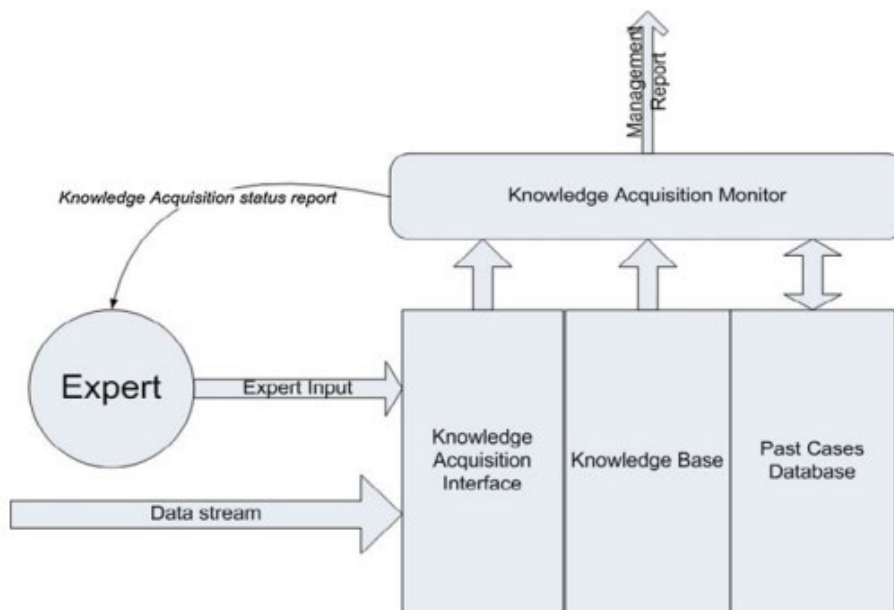 Management
Report
Knowledge Acquisition Monitor
Knowledge Acquisition status report
Expert
Expert Input
Knowledge
Acquisition
Interface
Knowledge Base
Past Cases
Database
Data stream